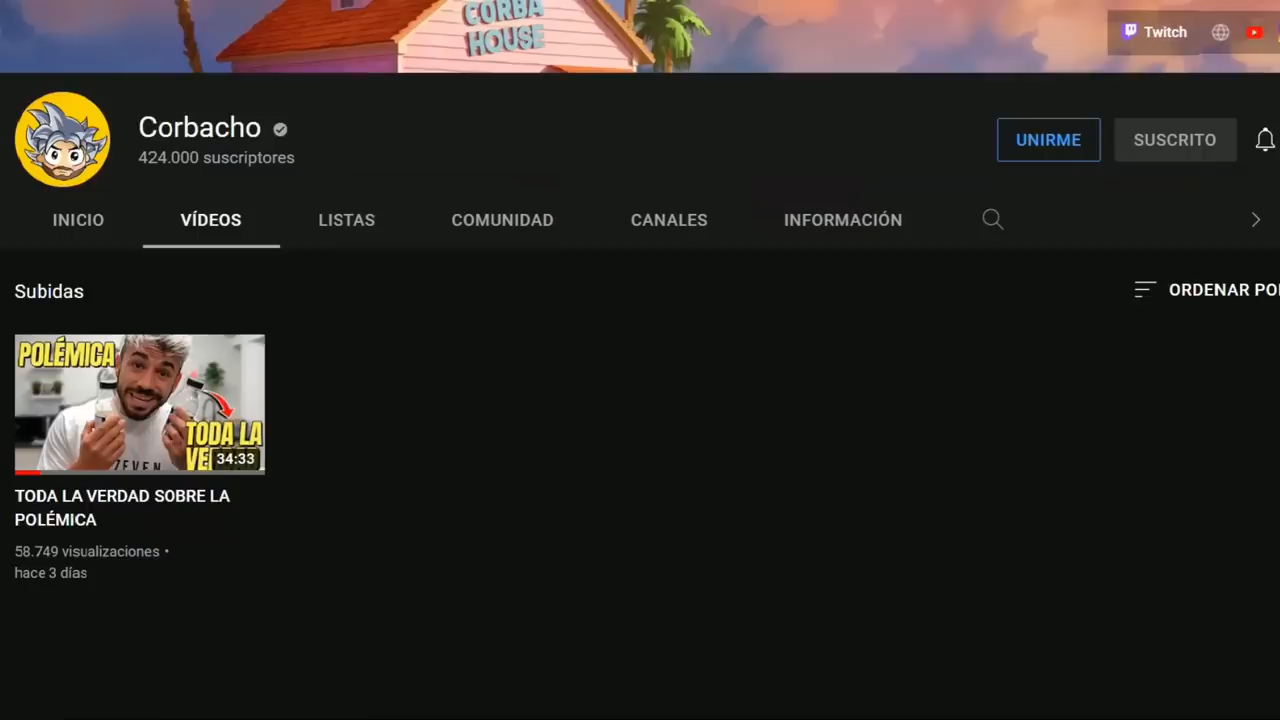 CORBA
HOUSE
Twitch
Corbacho
424.000 suscriptores
UNIRME
SUSCRITO
INICIO
VÍDEOS
LISTAS
COMUNIDAD
CANALES
INFORMACIÓN
Subidas
ORDENAR PO
POLÉMICA
TODA LA
VE
34:33
ZEVEN
TODA LA VERDAD SOBRE LA
POLÉMICA
58.749 visualizaciones •
hace 3 días